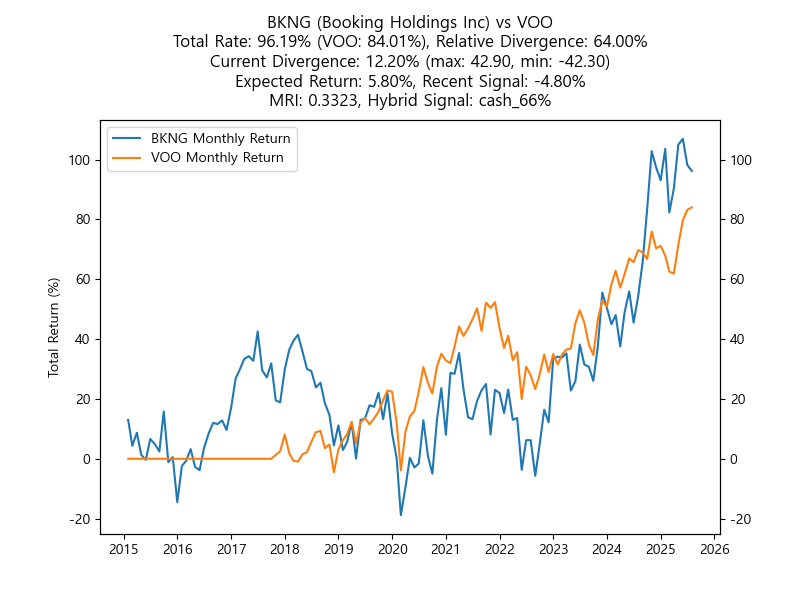 BKNG (Booking Holdings Inc) vs VOO
Total Rate: 96.19% (VOO: 84.01%), Relative Divergence: 64.00%
Current Divergence: 12.20% (max: 42.90, min: -42.30)
Expected Return: 5.80%, Recent Signal: -4.80%
MRI: 0.3323, Hybrid Signal: cash_66%
BKNG Monthly Return
VOO Monthly Return
Total Return (%)
100
80
60
40
20
0
-20
100
80
60
40
20
0
-20
2015 2016 2017 2018 2019 2020 2021 2022 2023 2024 2025 2026